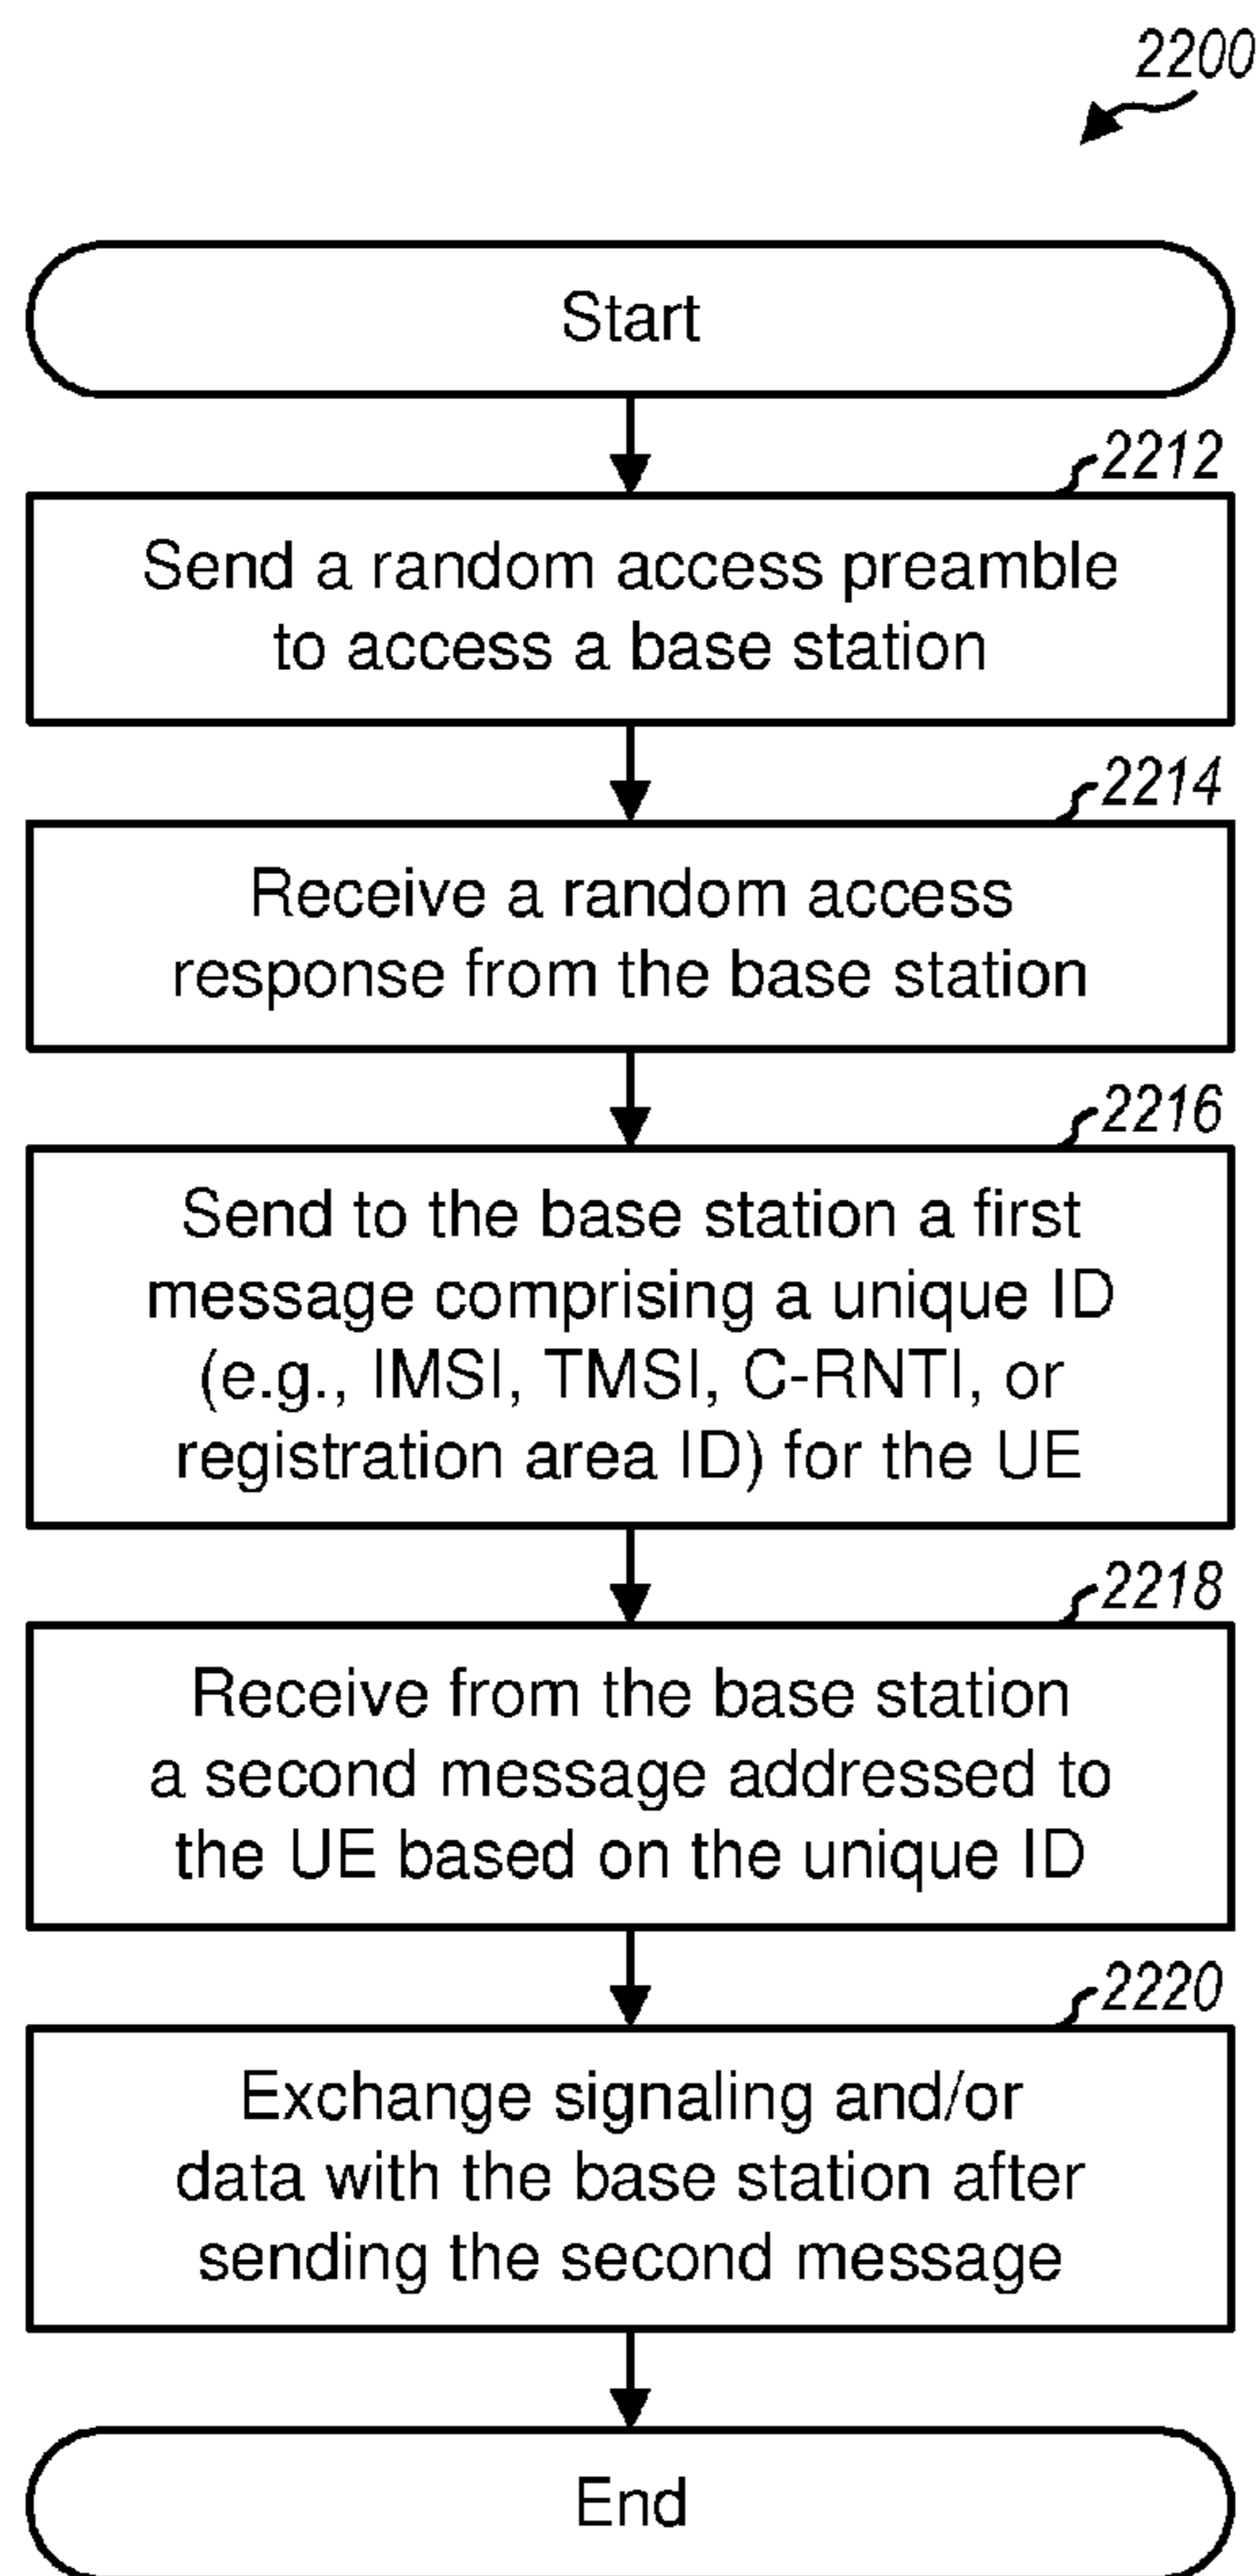 2200
Start
2212
Send a random access preamble
to access a base station
2214
Receive a random access
response from the base station
2216
Send to the base station a first
message comprising a unique ID
(e.g., IMSI, TMSI, C-RNTI, or
registration area ID) for the UE
2218
Receive from the base station
a second message addressed to
the UE based on the unique ID
2220
Exchange signaling and/or
data with the base station after
sending the second message
End